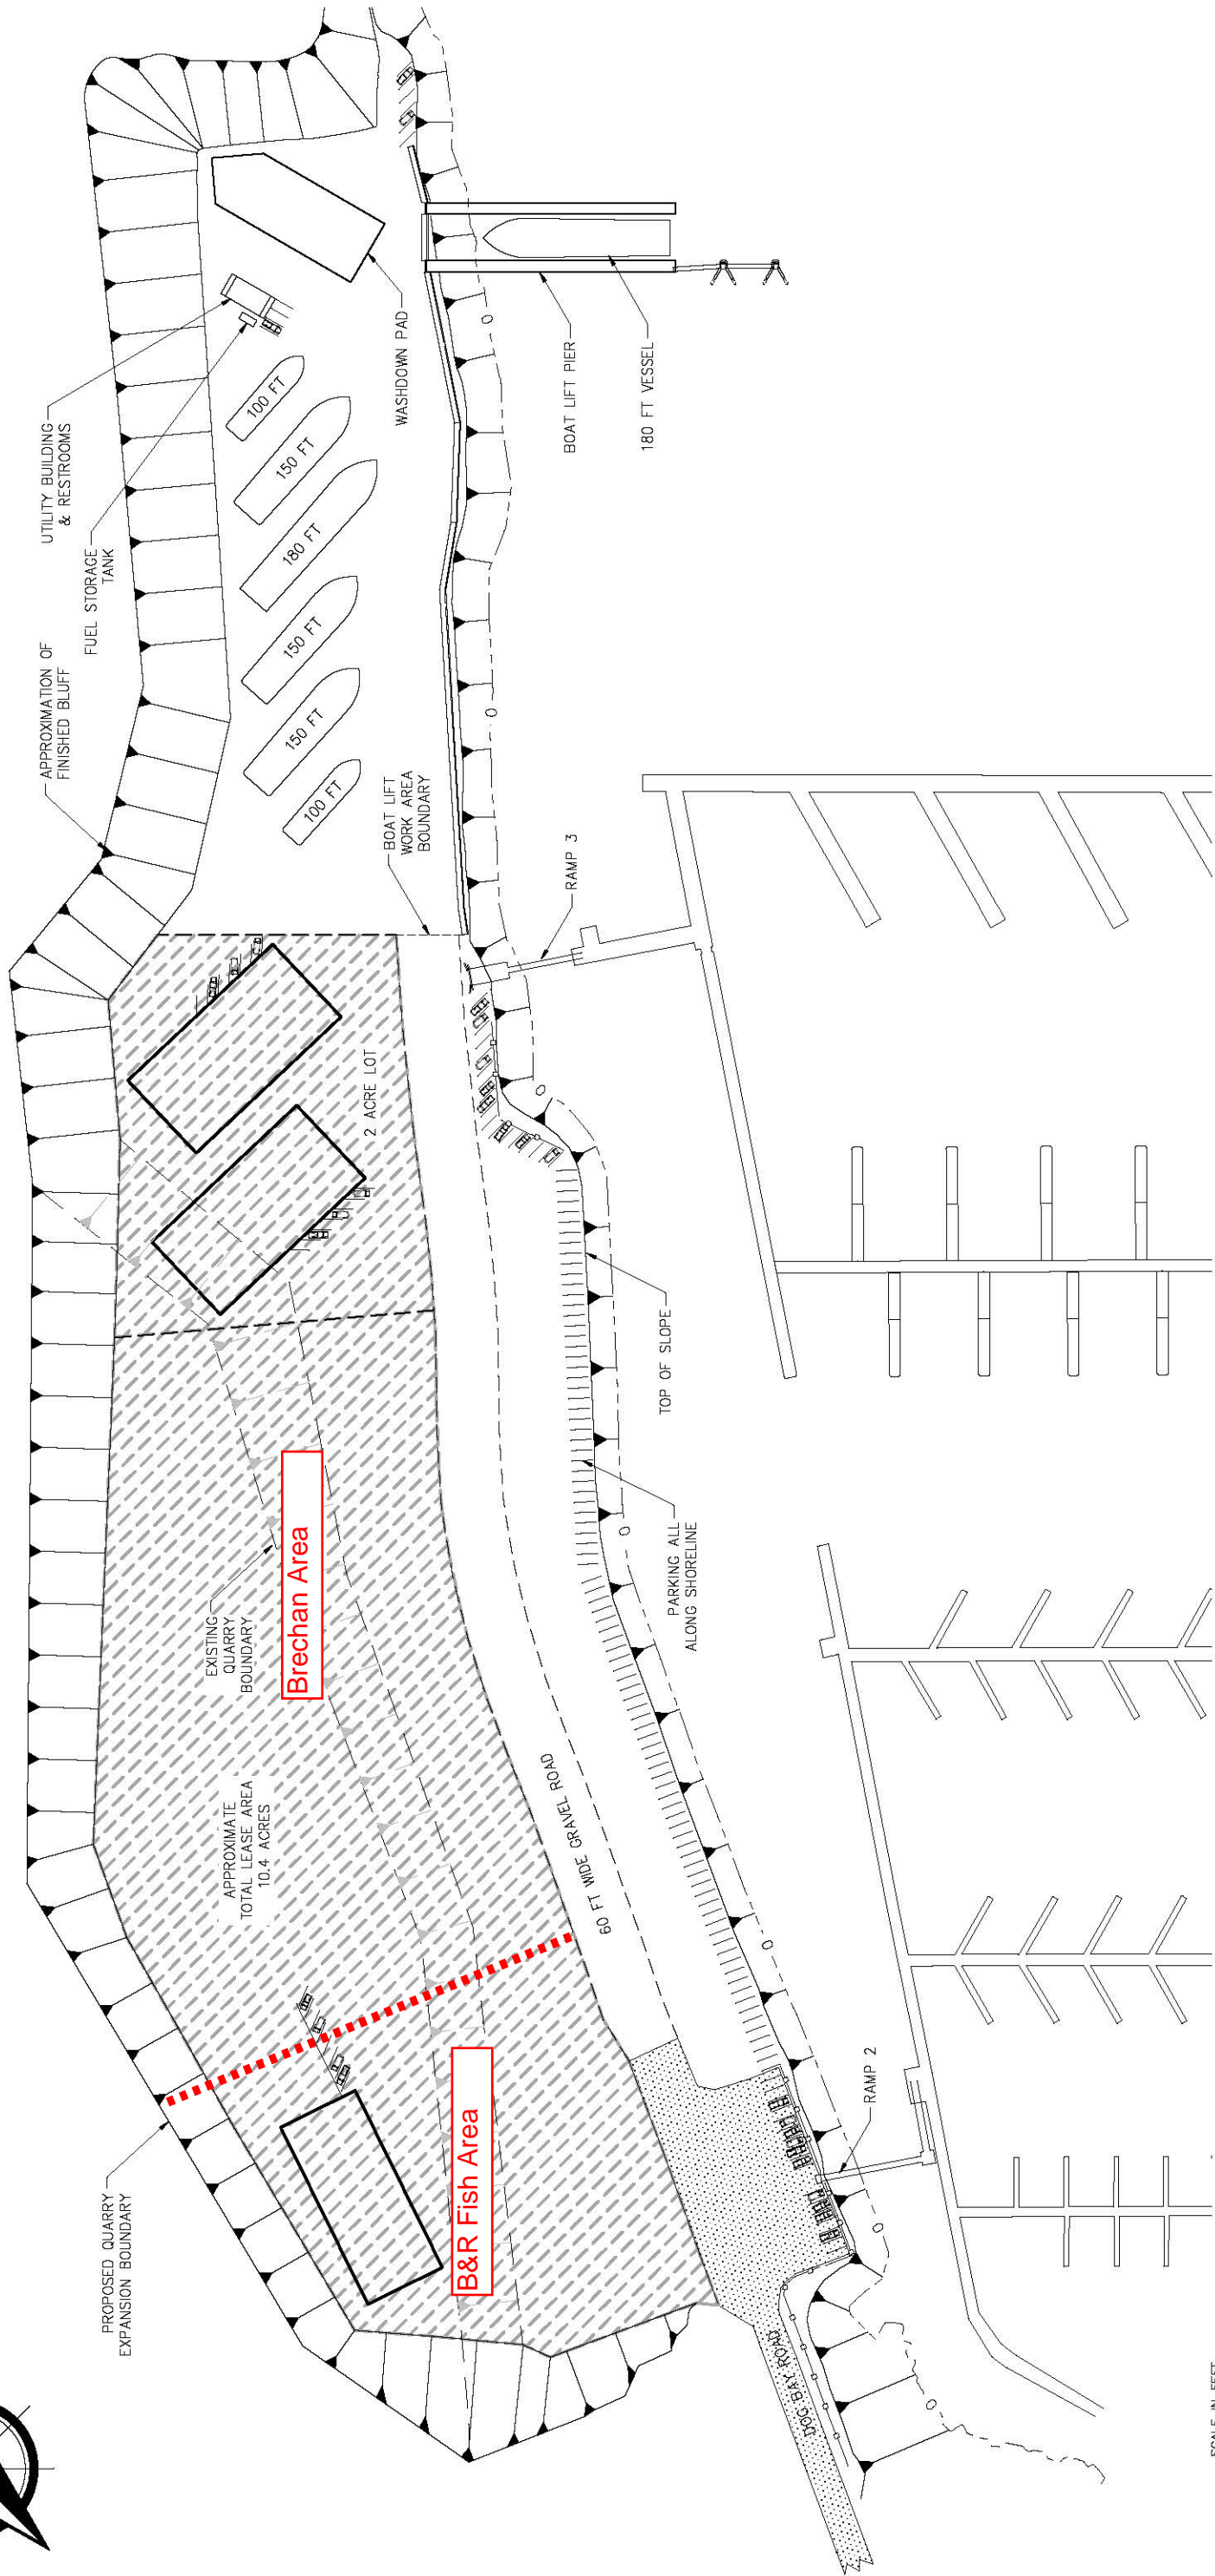 UTILITY BUILDING
& RESTROOMS
FUEL STORAGE
TANK
APPROXIMATION OF
FINISHED BLUFF
100 FT
150 FT
180 FT
150 FT
150 FT
100 FT
WASHDOWN PAD
BOAT LIFT PIER
180 FT VESSEL
BOAT LIFT
WORK AREA
BOUNDARY
RAMP 3
2 ACRE LOT
TOP OF SLOPE
PARKING ALL
ALONG SHORELINE
EXISTING
QUARRY
BOUNDARY
Brechan Area
APPROXIMATE
TOTAL LEASE AREA
10.4 ACRES
60 FT WIDE GRAVEL ROAD
PROPOSED QUARRY
EXPANSION BOUNDARY
B&R Fish Area
RAMP 2
DOG BAY ROAD
SCALE IN FEET